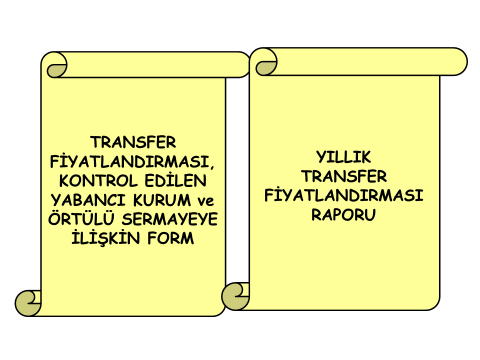 TRANSFER
FİYATLANDIRMASI,
KONTROL EDİLEN
YABANCI KURUM ve
ÖRTÜLÜ SERMAYEYE
İLİŞKİN FORM
YILLIK
TRANSFER
FİYATLANDIRMASI
RAPORU